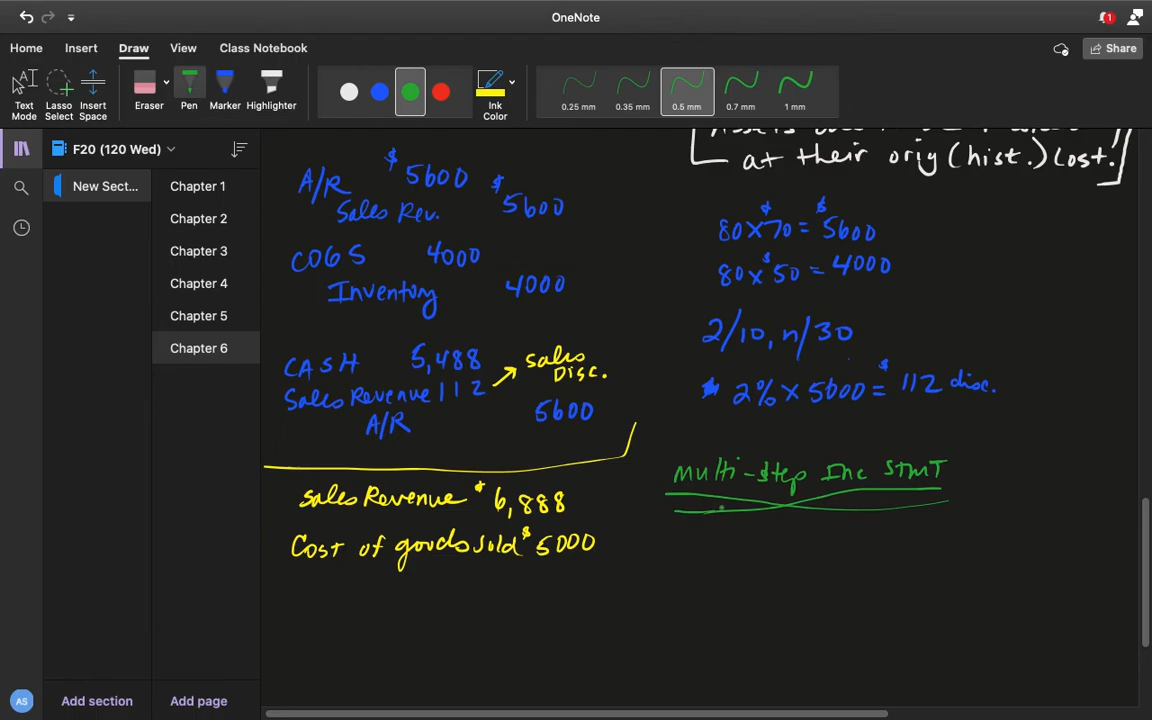 OneNote
1
Home Insert Draw View Class Notebook
Share
Text Mode
Lasso Select
Insert Space
Eraser
Pen
Marker
Highlighter
Ink Color
0.25 mm
0.35 mm
0.5 mm
0.7 mm
1 mm
F20 (120 Wed)
New Sect...
Chapter 1
Chapter 2
Chapter 3
Chapter 4
Chapter 5
Chapter 6
AS
Add section
Add page
A/R $5600
Sales Rev. $5600
COGS 4000
Inventory 4000
CASH 5,488
Sales Revenue 112 → Sales Disc.
A/R 5600
Sales Revenue $6,888
Cost of goods sold $5000
at their orig (hist.) Cost.]
80 X $70 = $5600
80 X $50 = 4000
2/10, n/30
2% X 5600 = $112 disc.
Multi-Step Inc STMT